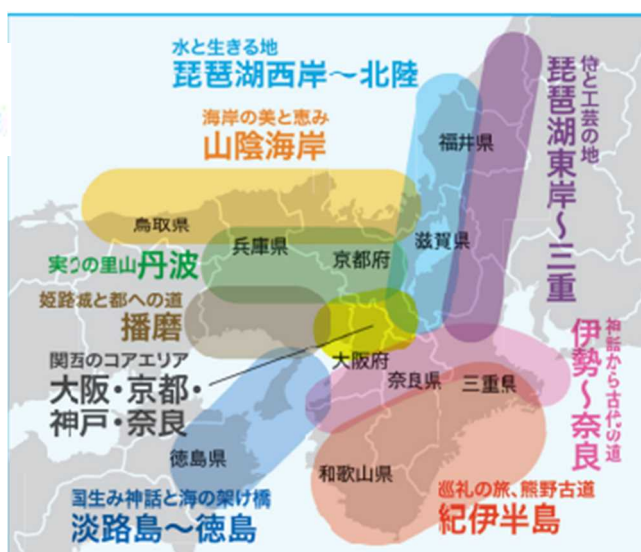 水と生きる地
琵琶湖西岸～北陸
海岸の美と恵み
山陰海岸
侍と工芸の地
琵琶湖東岸～三重
福井県
鳥取県
兵庫県
京都府
滋賀県
実りの里山 丹波
姫路城と都への道
播磨
関西のコアエリア
大阪・京都・
神戸・奈良
大阪府
奈良県
三重県
神話から古代の道
伊勢～奈良
徳島県
和歌山県
国生み神話と海の架け橋
淡路島～徳島
巡礼の旅、熊野古道
紀伊半島